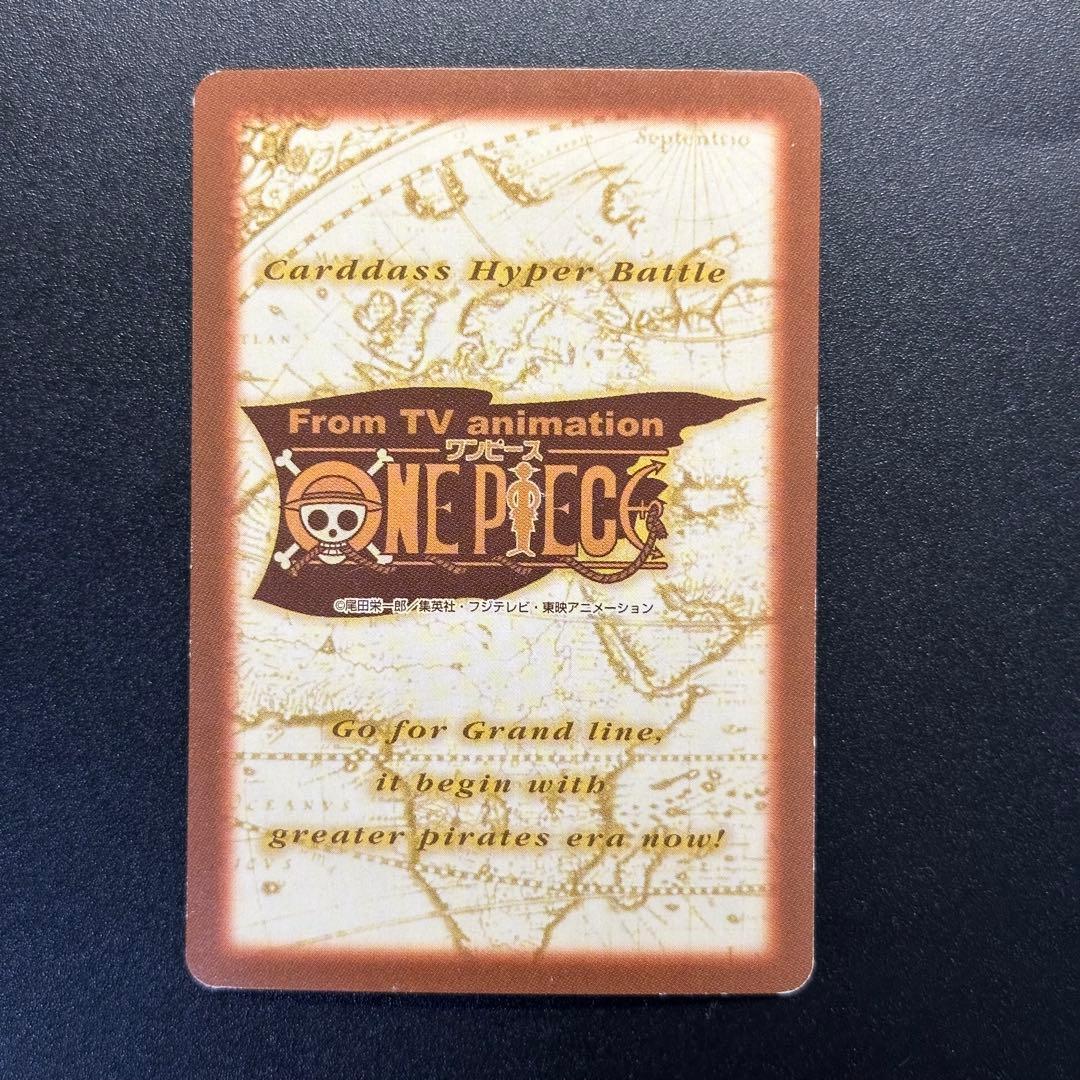 Septentrio
Carddass Hyper Battle
TLAN
From TV animation
ワンピース
ONE PIECE
©尾田栄一郎/集英社・フジテレビ・東映アニメーション
Go for Grand line,
it begin with
OCEANVS
greater pirates era now!